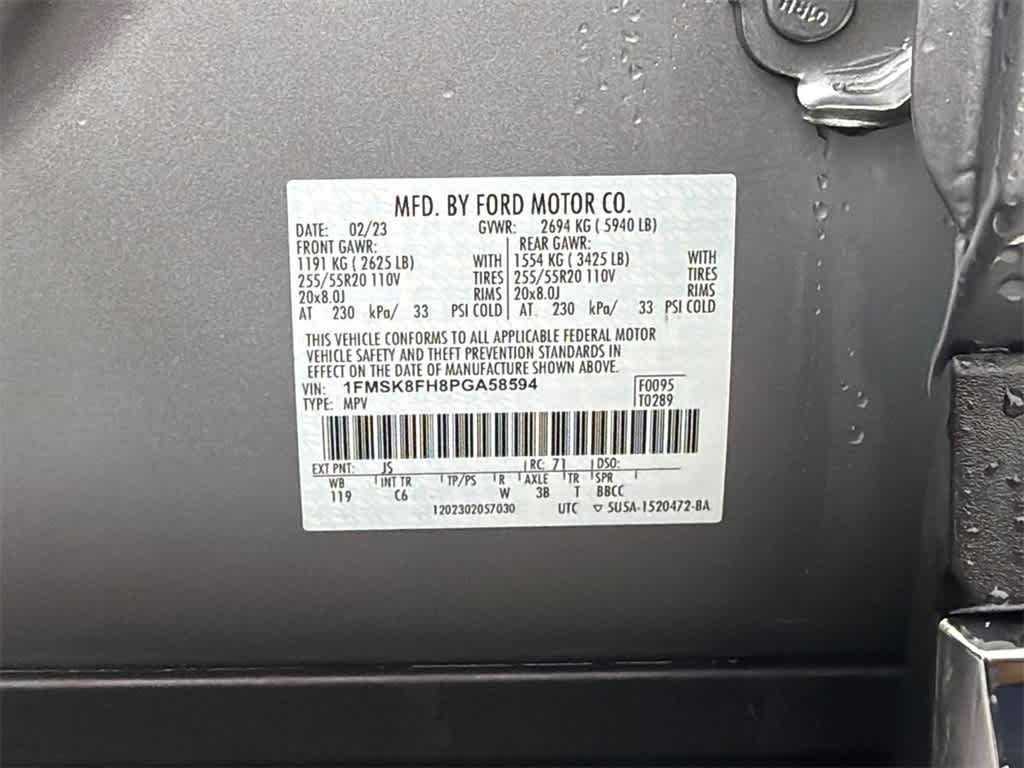 01RH
MFD. BY FORD MOTOR CO.
DATE: 02/23 GVWR: 2694 KG ( 5940 LB)
FRONT GAWR: REAR GAWR:
1191 KG ( 2625 LB) WITH 1554 KG ( 3425 LB) WITH
255/55R20 110V TIRES 255/55R20 110V TIRES
20x8.0J RIMS 20x8.0J RIMS
AT 230 kPa/ 33 PSI COLD AT 230 kPa/ 33 PSI COLD
THIS VEHICLE CONFORMS TO ALL APPLICABLE FEDERAL MOTOR
VEHICLE SAFETY AND THEFT PREVENTION STANDARDS IN
EFFECT ON THE DATE OF MANUFACTURE SHOWN ABOVE.
VIN: 1FMSK8FH8PGA58594 F0095
TYPE: MPV T0289
EXT PNT: JS RC: 71 DSO:
WB INT TR TP/PS R AXLE TR SPR
119 C6 W 3B T BBCC
1202302057030 UTC ▽ SU5A-1520472-BA